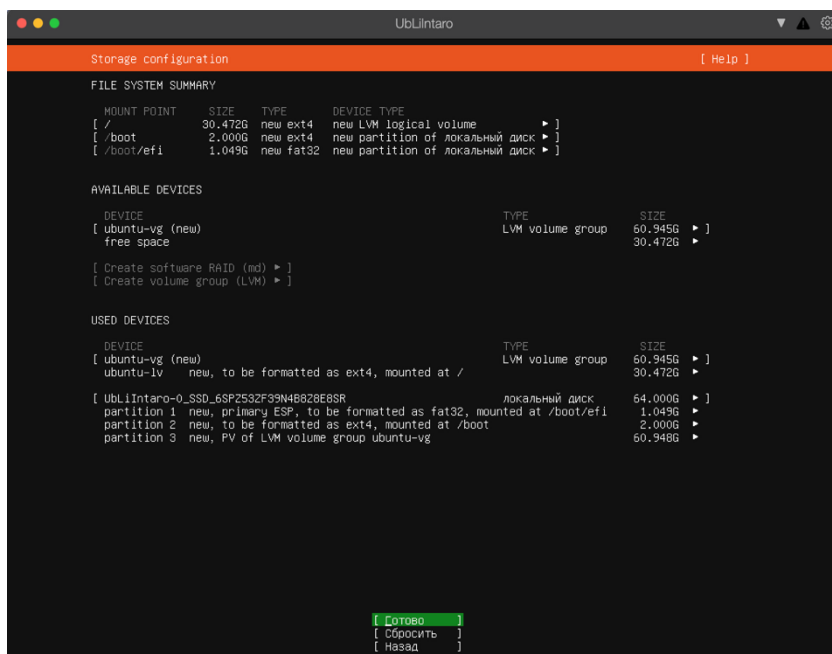 UbLiIntaro
Storage configuration [ Help ]
FILE SYSTEM SUMMARY
MOUNT POINT SIZE TYPE DEVICE TYPE
[ / 30.472G new ext4 new LVM logical volume ▸ ]
[ /boot 2.000G new ext4 new partition of локальный диск ▸ ]
[ /boot/efi 1.049G new fat32 new partition of локальный диск ▸ ]
AVAILABLE DEVICES
DEVICE TYPE SIZE
[ ubuntu-vg (new) LVM volume group 60.945G ▸ ]
free space 30.472G ▸
[ Create software RAID (md) ▸ ]
[ Create volume group (LVM) ▸ ]
USED DEVICES
DEVICE TYPE SIZE
[ ubuntu-vg (new) LVM volume group 60.945G ▸ ]
ubuntu-lv new, to be formatted as ext4, mounted at / 30.472G ▸
[ UbLiIntaro-0_SSD_6SPZ53ZF39N4B8Z8E8SR локальный диск 64.000G ▸ ]
partition 1 new, primary ESP, to be formatted as fat32, mounted at /boot/efi 1.049G ▸
partition 2 new, to be formatted as ext4, mounted at /boot 2.000G ▸
partition 3 new, PV of LVM volume group ubuntu-vg 60.948G ▸
[ Готово ]
[ Сбросить ]
[ Назад ]